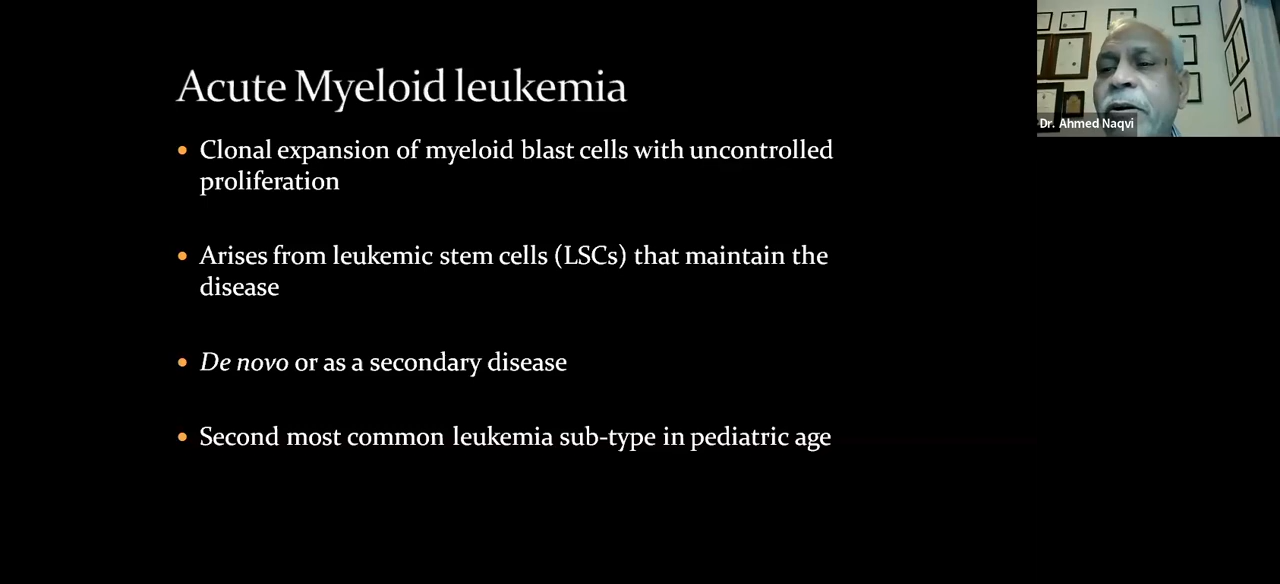 Acute Myeloid leukemia
• Clonal expansion of myeloid blast cells with uncontrolled
proliferation
• Arises from leukemic stem cells (LSCs) that maintain the
disease
• De novo or as a secondary disease
• Second most common leukemia sub-type in pediatric age
Dr. Ahmed Naqvi